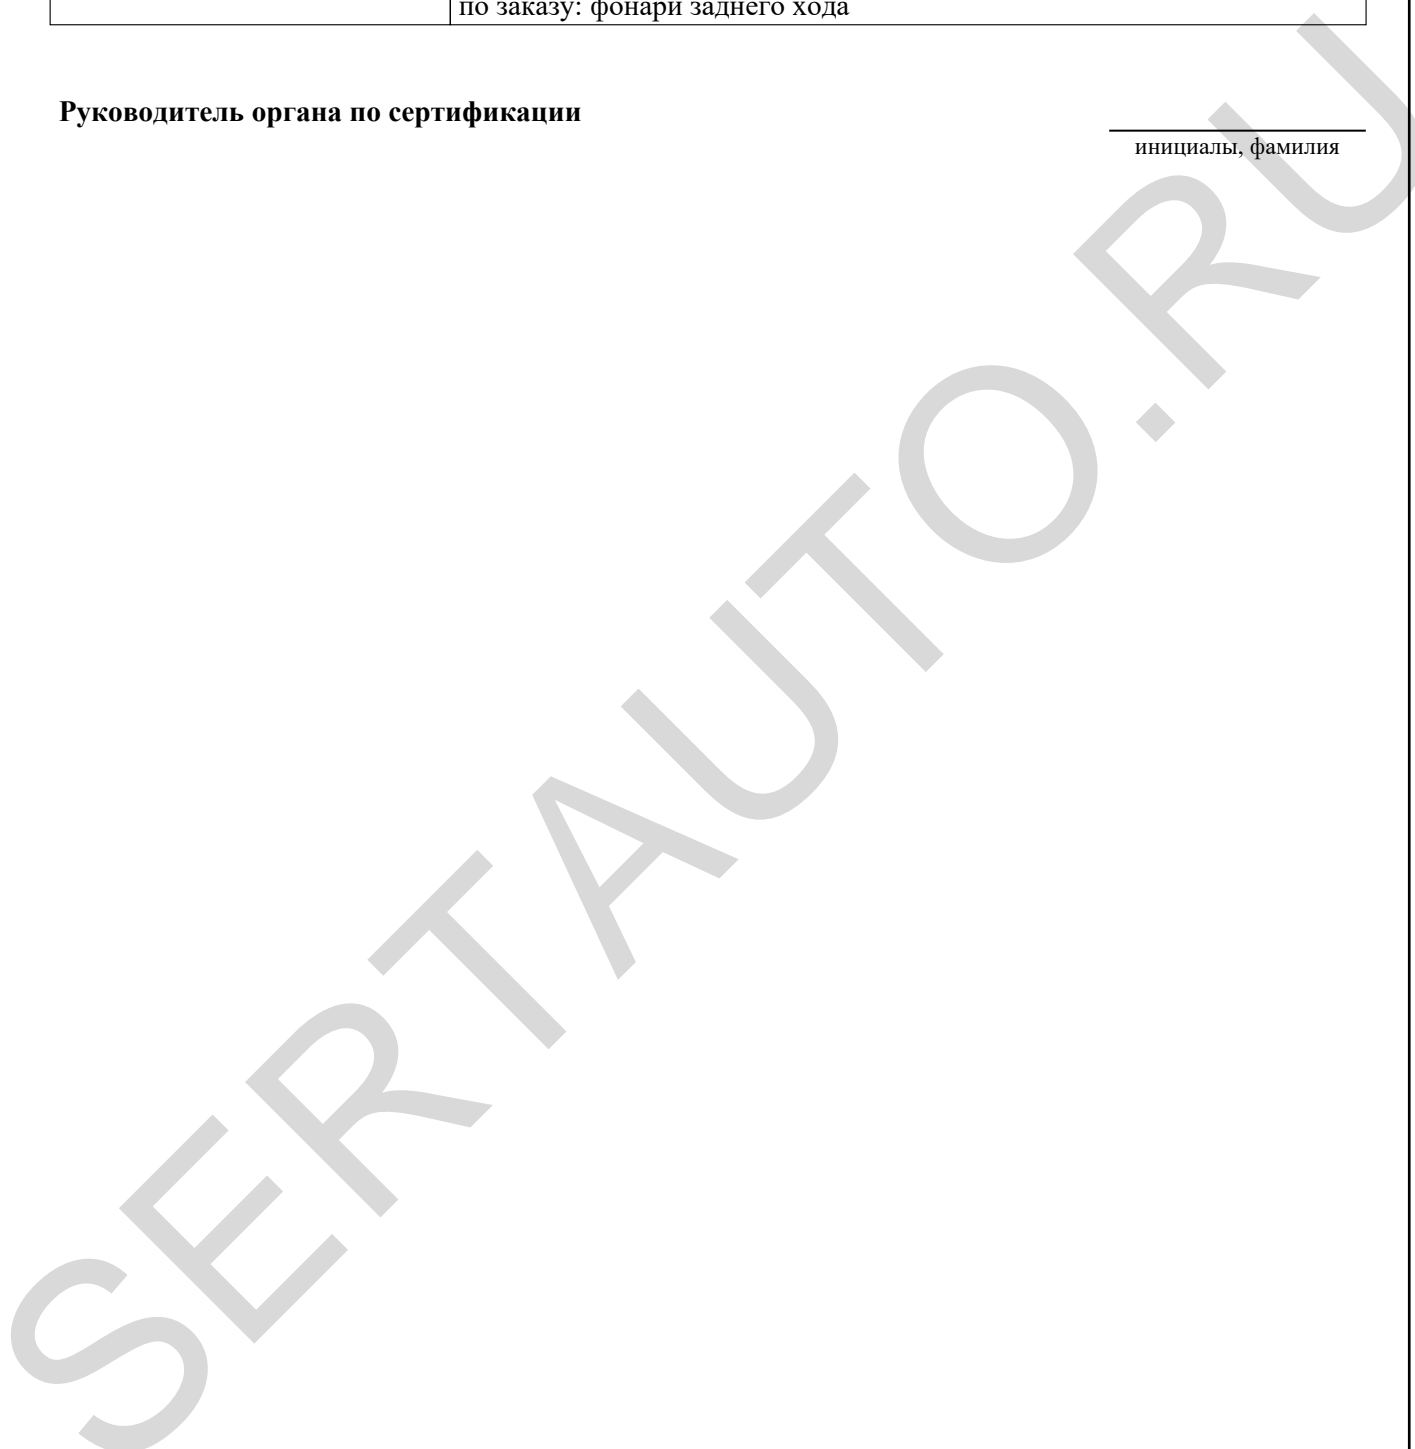 по заказу: фонари заднего хода
Руководитель органа по сертификации
инициалы, фамилия
SERTAUTO.RU